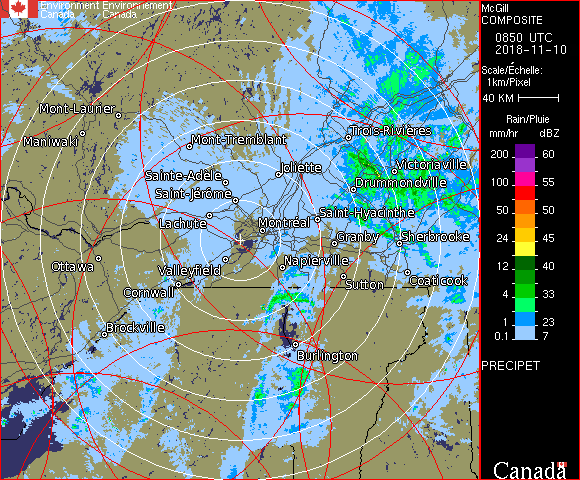 Environment Environnement
Canada Canada
Mont-Laurier
Maniwaki
Mont-Tremblant
Trois-Rivières
Sainte-Adèle
Joliette
Victoriaville
Saint-Jérôme
Drummondville
Lachute
Montréal
Saint-Hyacinthe
Granby
Sherbrooke
Ottawa
Valleyfield
Napierville
Cornwall
Sutton
Coaticook
Brockville
Burlington
McGill
COMPOSITE
0850 UTC
2018-11-10
Scale/Échelle:
1km/Pixel
40 KM
Rain/Pluie
mm/hr dBZ
200 60
100 55
50 50
24 45
12 40
4 33
1 23
0.1 7
PRECIPET
Canada